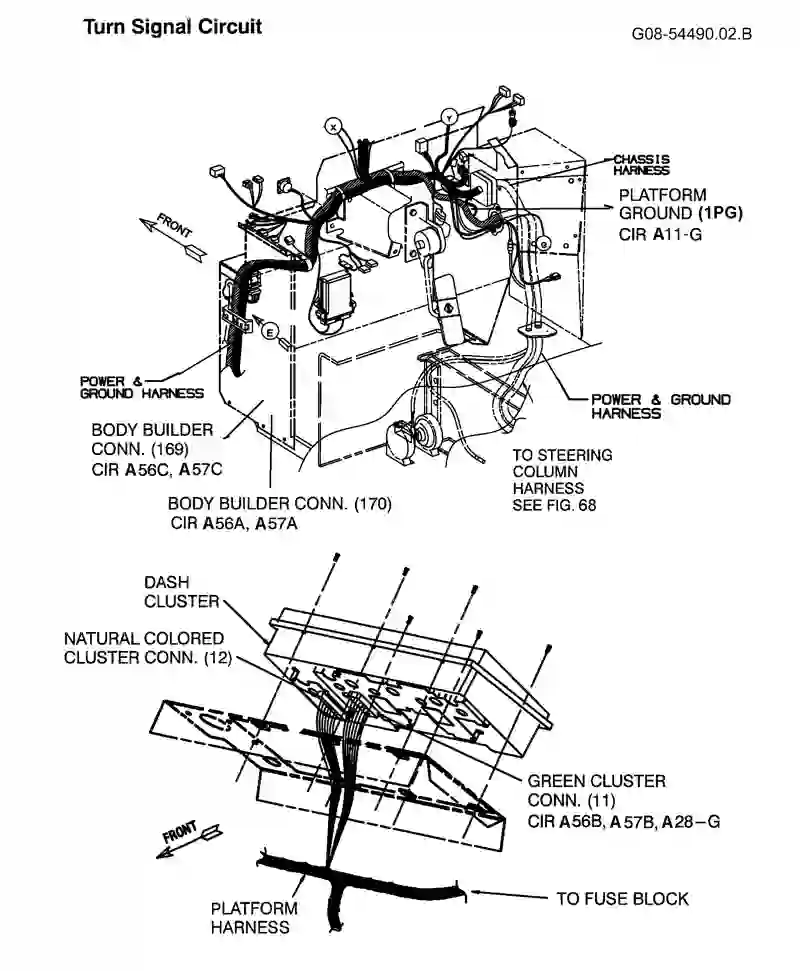 Turn Signal Circuit
G08-54490.02.B
X
Y
CHASSIS
HARNESS
PLATFORM
GROUND (1PG)
CIR A11-G
FRONT
G
E
POWER &
GROUND HARNESS
POWER & GROUND
HARNESS
BODY BUILDER
CONN. (169)
CIR A56C, A57C
TO STEERING
COLUMN
HARNESS
SEE FIG. 68
BODY BUILDER CONN. (170)
CIR A56A, A57A
DASH
CLUSTER
NATURAL COLORED
CLUSTER CONN. (12)
GREEN CLUSTER
CONN. (11)
CIR A56B, A57B, A28-G
FRONT
PLATFORM
HARNESS
TO FUSE BLOCK